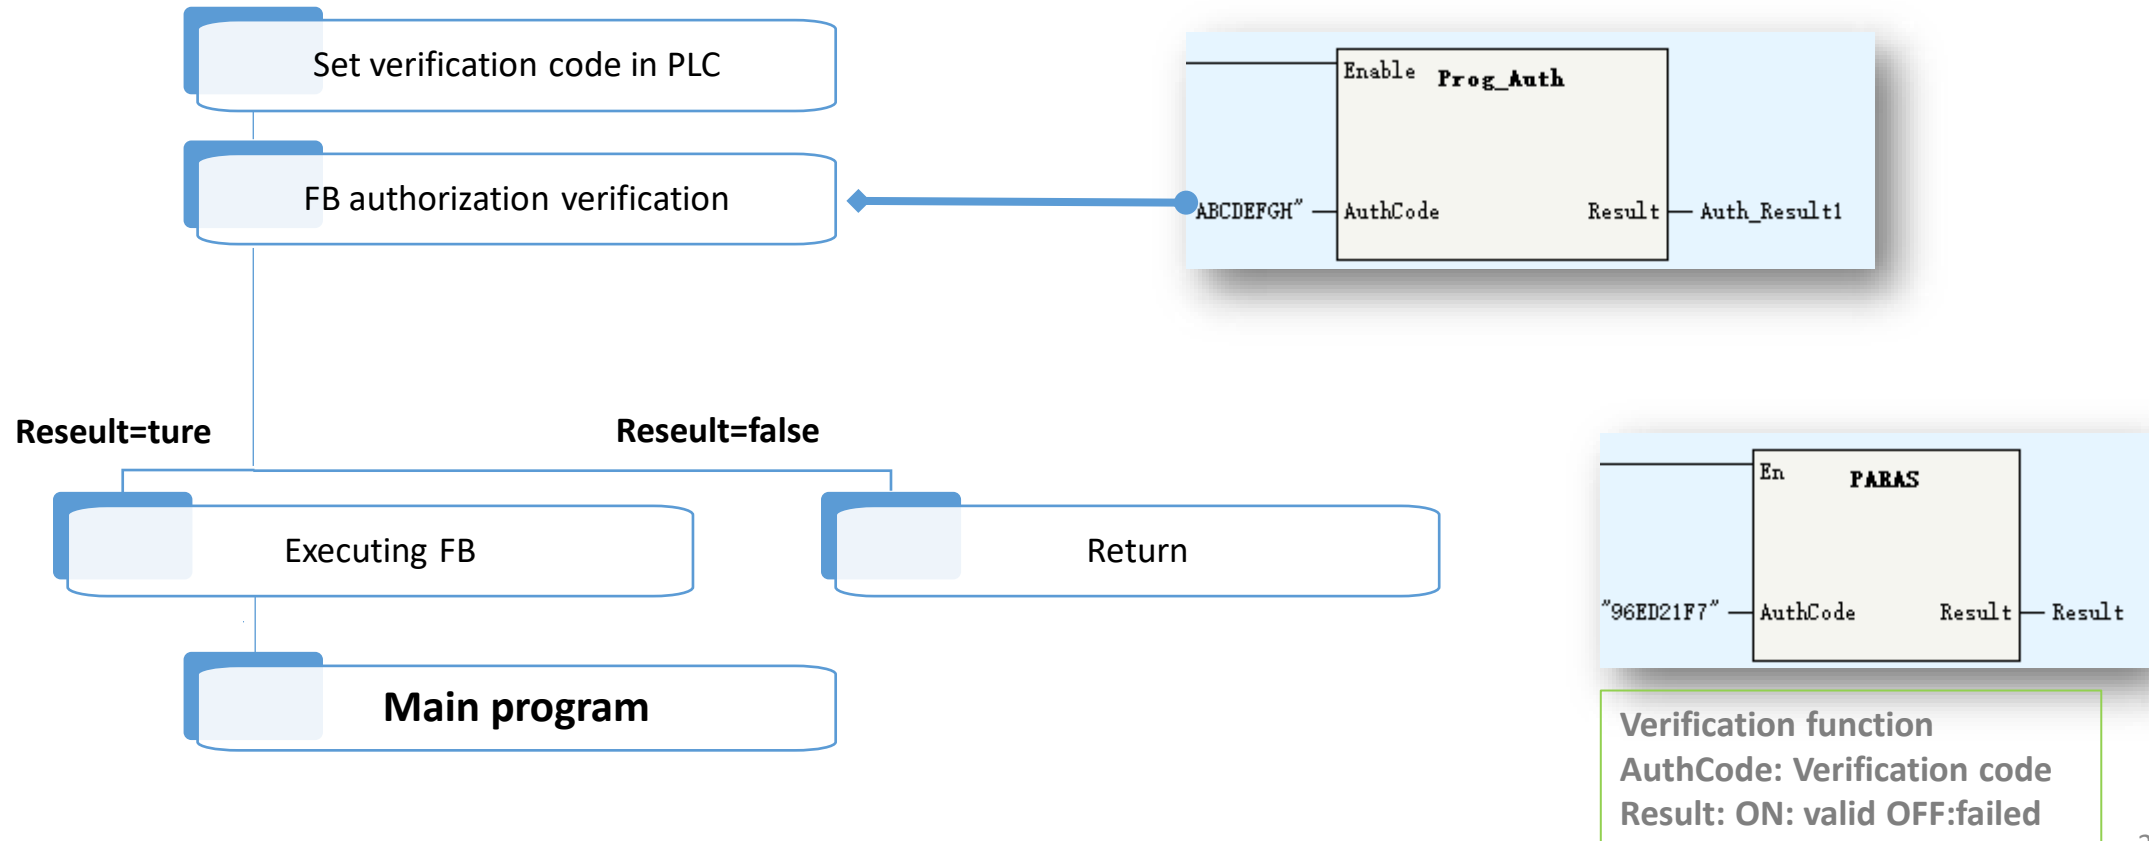 Set verification code in PLC
FB authorization verification
Reseult=ture
Reseult=false
Executing FB
Return
Main program
Enable Prog_Auth
ABCDEFGH" AuthCode Result Auth_Result1
En PARAS
"96ED21F7" AuthCode Result Result
Verification function
AuthCode: Verification code
Result: ON: valid OFF:failed